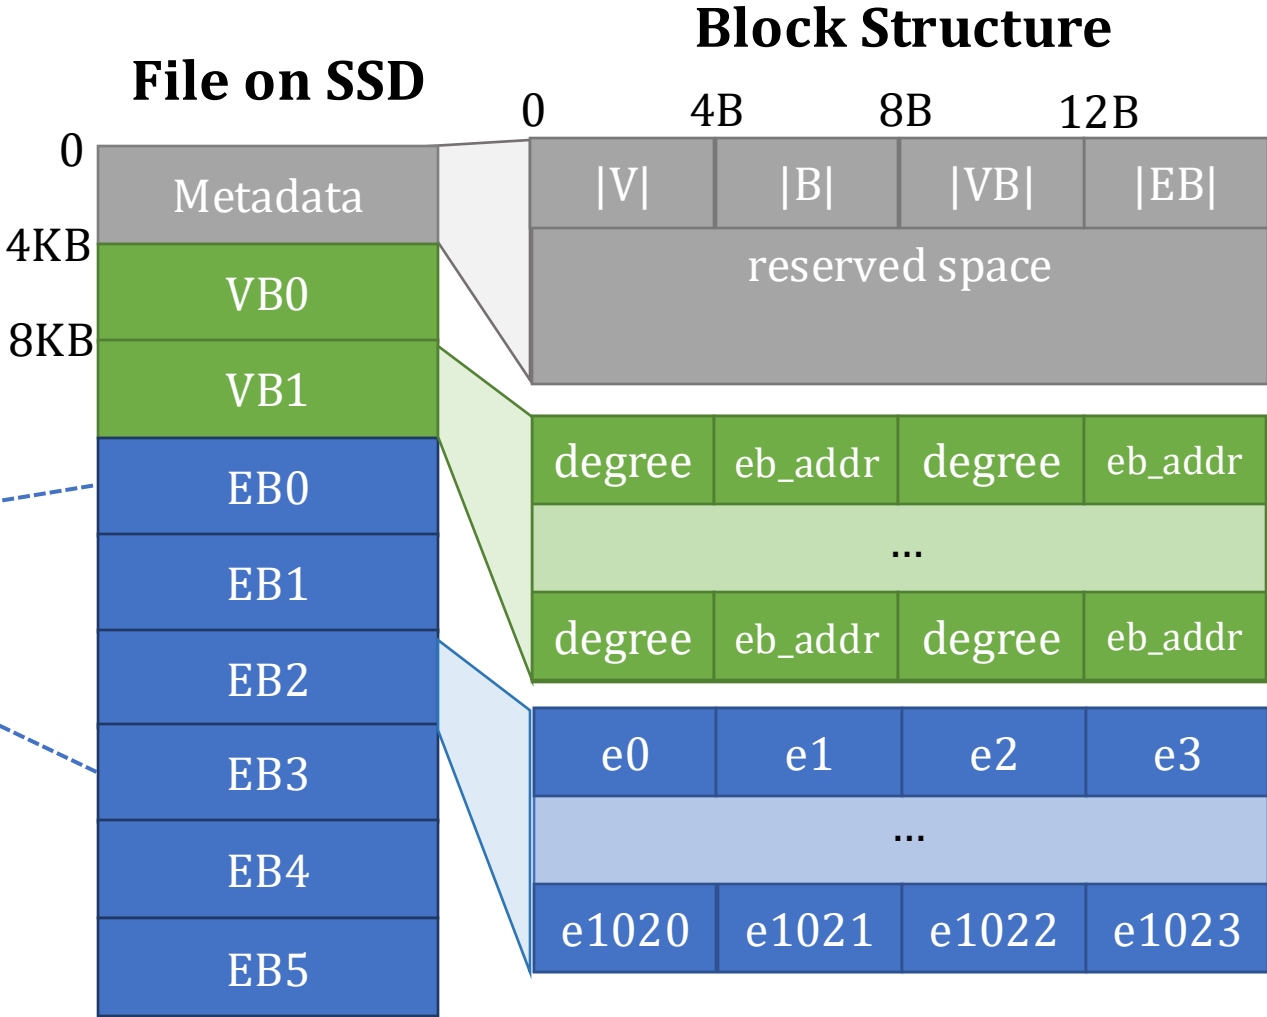 Block Structure
File on SSD
0 4B 8B 12B
0
Metadata
4KB
VB0
8KB
VB1
EB0
EB1
EB2
EB3
EB4
EB5
|V| |B| |VB| |EB|
reserved space
degree eb_addr degree eb_addr
...
degree eb_addr degree eb_addr
e0 e1 e2 e3
...
e1020 e1021 e1022 e1023